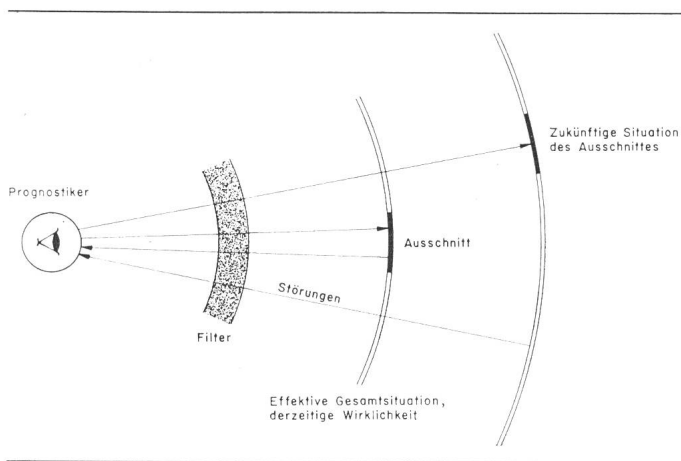 Zukünftige Situation
des Ausschnittes
Prognostiker
Ausschnitt
Störungen
Filter
Effektive Gesamtsituation,
derzeitige Wirklichkeit